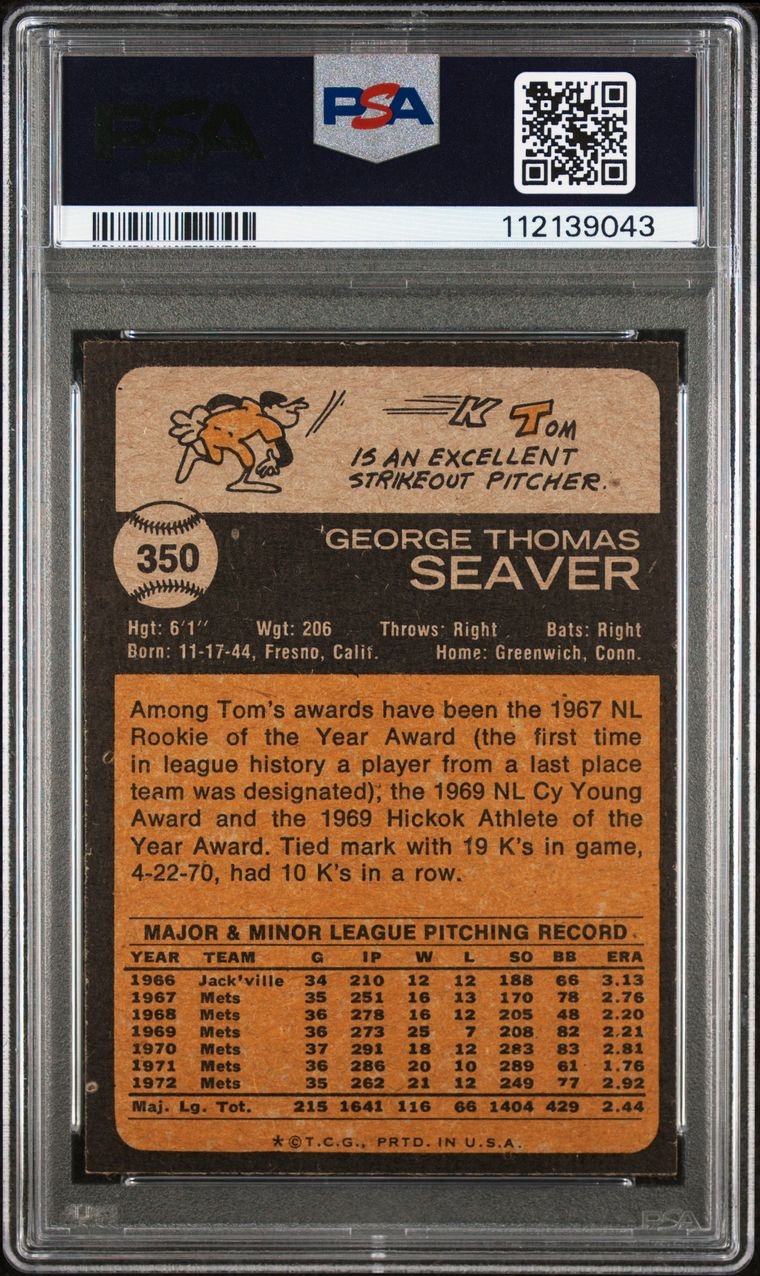 PSA
PSA
112139043
K TOM
IS AN EXCELLENT
STRIKEOUT PITCHER.
350
GEORGE THOMAS
SEAVER
Hgt: 6'1" Wgt: 206 Throws: Right Bats: Right
Born: 11-17-44, Fresno, Calif. Home: Greenwich, Conn.
Among Tom's awards have been the 1967 NL
Rookie of the Year Award (the first time
in league history a player from a last place
team was designated); the 1969 NL Cy Young
Award and the 1969 Hickok Athlete of the
Year Award. Tied mark with 19 K's in game,
4-22-70, had 10 K's in a row.
MAJOR & MINOR LEAGUE PITCHING RECORD
YEAR TEAM G IP W L SO BB ERA
1966 Jack'ville 34 210 12 12 188 66 3.13
1967 Mets 35 251 16 13 170 78 2.76
1968 Mets 36 278 16 12 205 48 2.20
1969 Mets 36 273 25 7 208 82 2.21
1970 Mets 37 291 18 12 283 83 2.81
1971 Mets 36 286 20 10 289 61 1.76
1972 Mets 35 262 21 12 249 77 2.92
Maj. Lg. Tot. 215 1641 116 66 1404 429 2.44
*©T.C.G., PRTD. IN U.S.A.
PSA